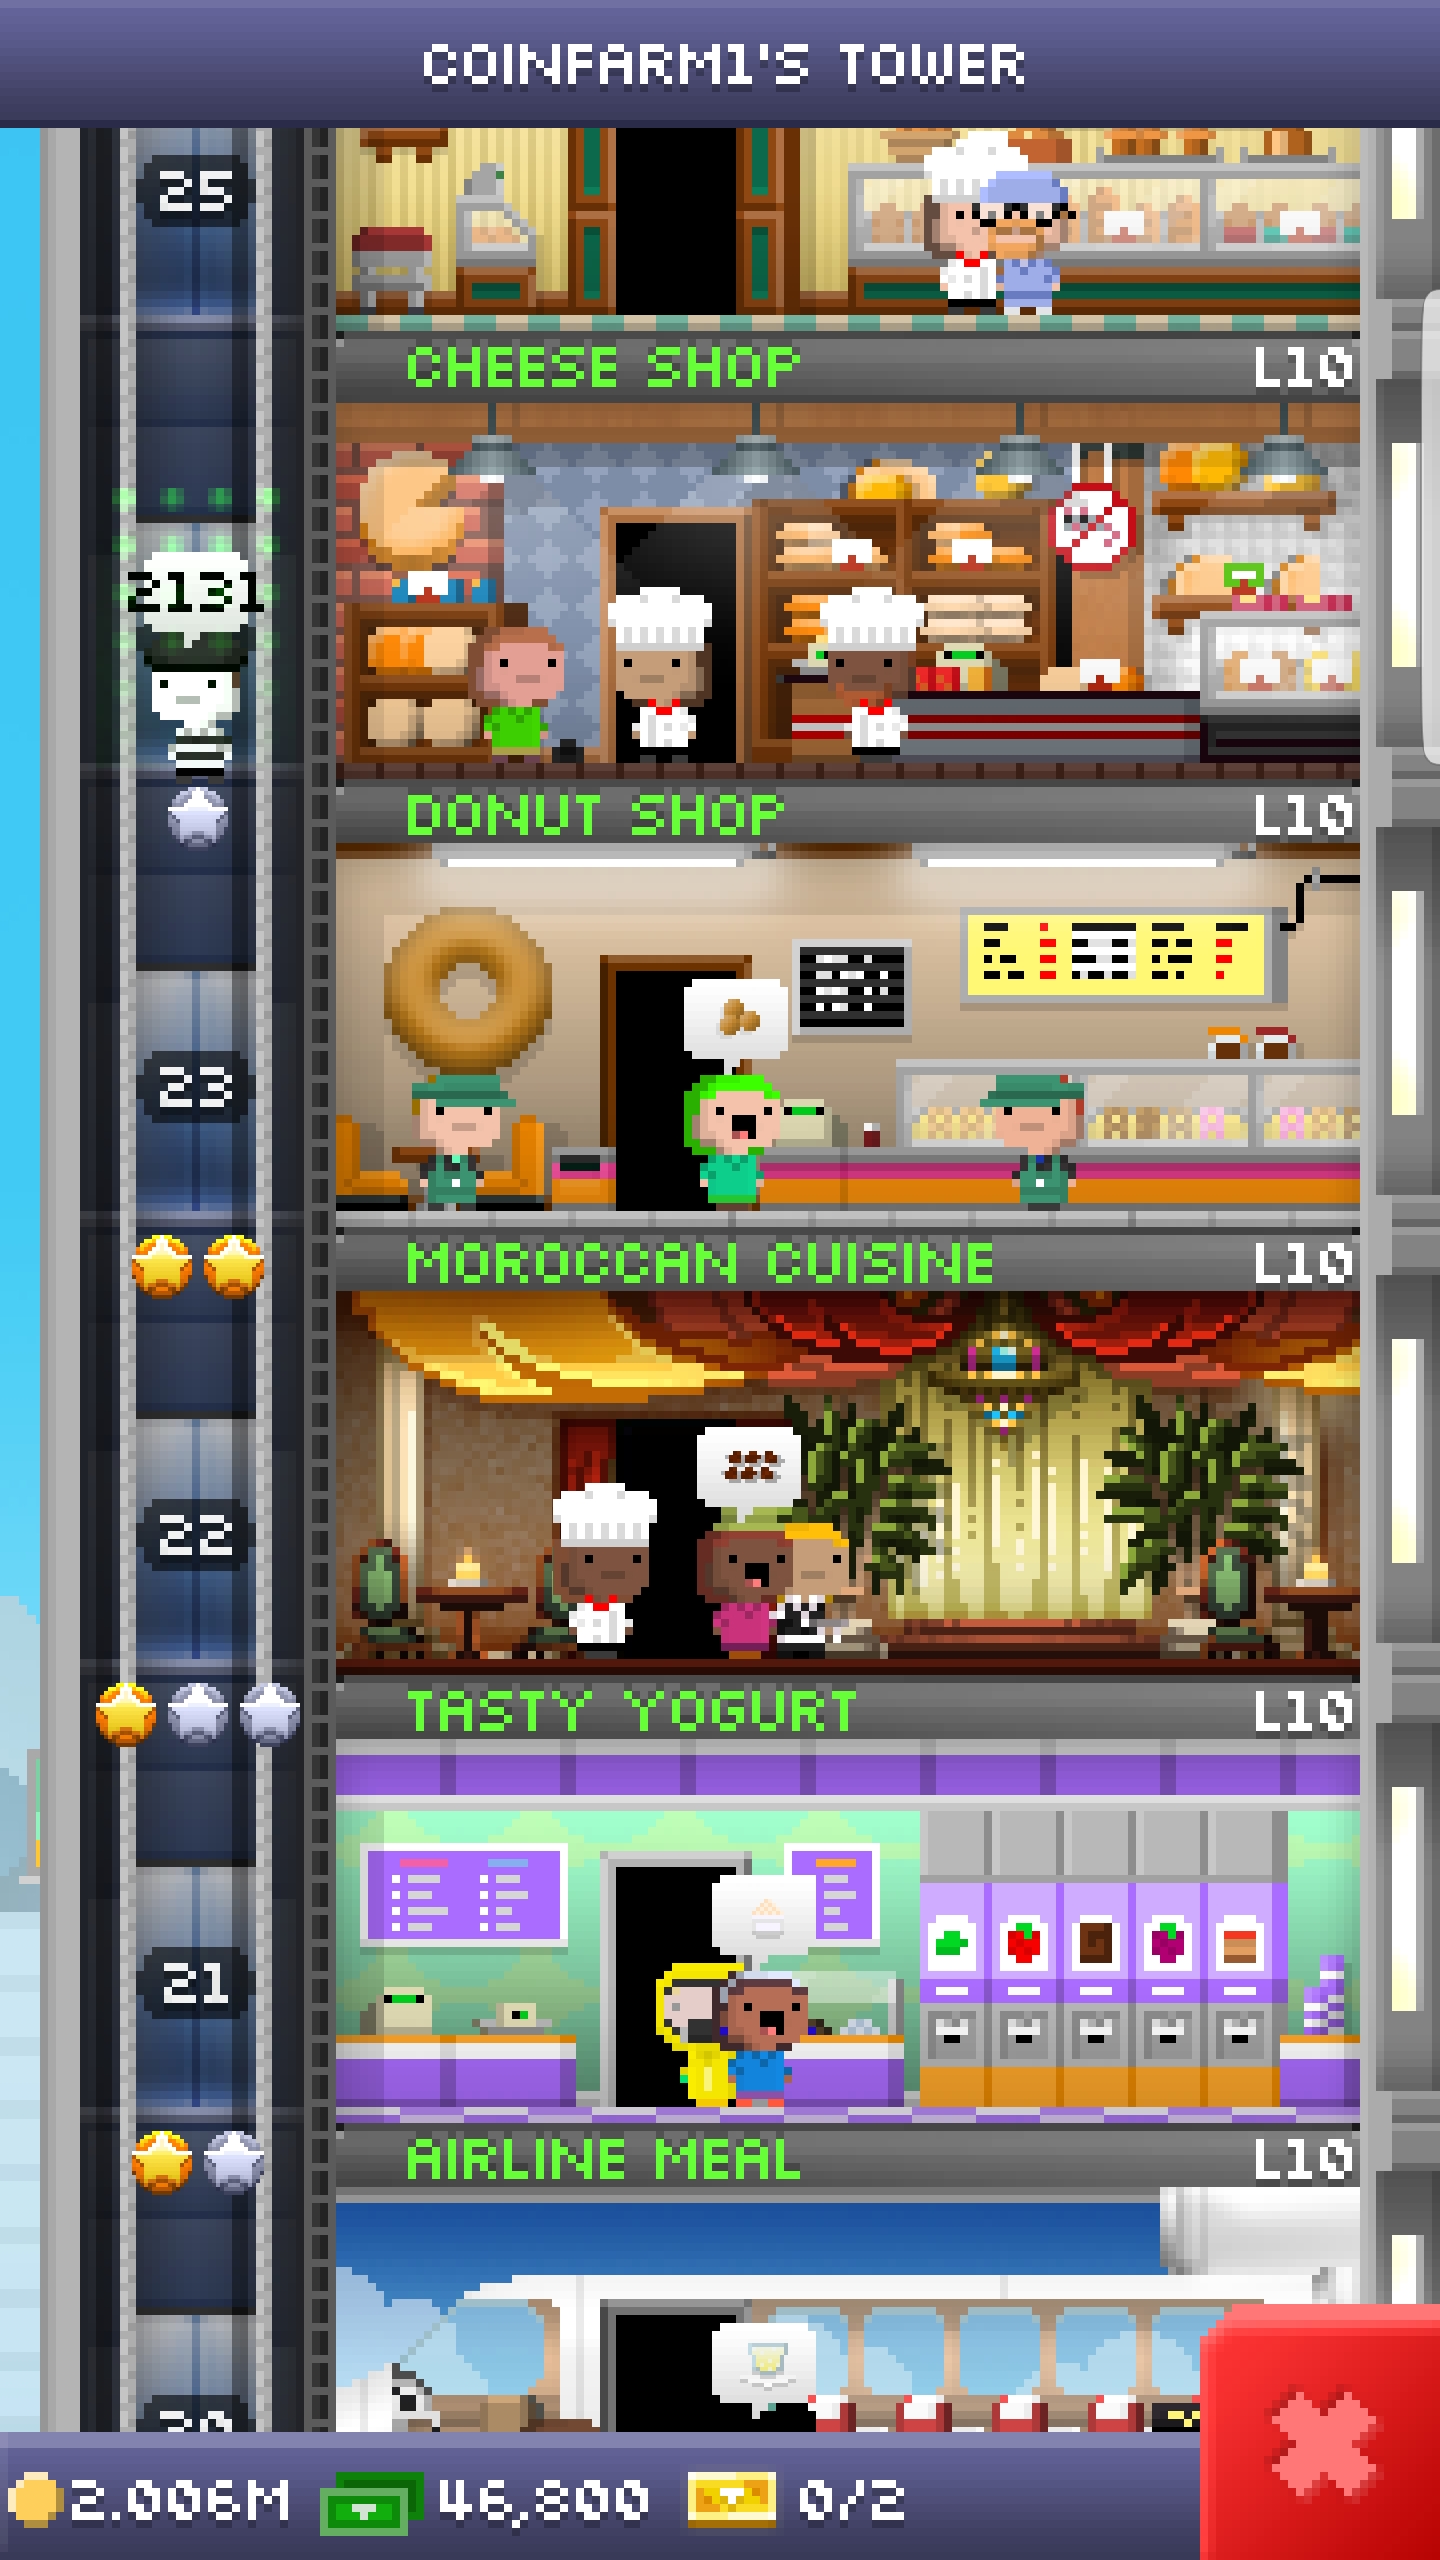 COINFARM1'S TOWER
25
CHEESE SHOP L10
2131
DONUT SHOP L10
23
MOROCCAN CUISINE L10
22
TASTY YOGURT L10
21
AIRLINE MEAL L10
20
2.006M 46,800 0/2